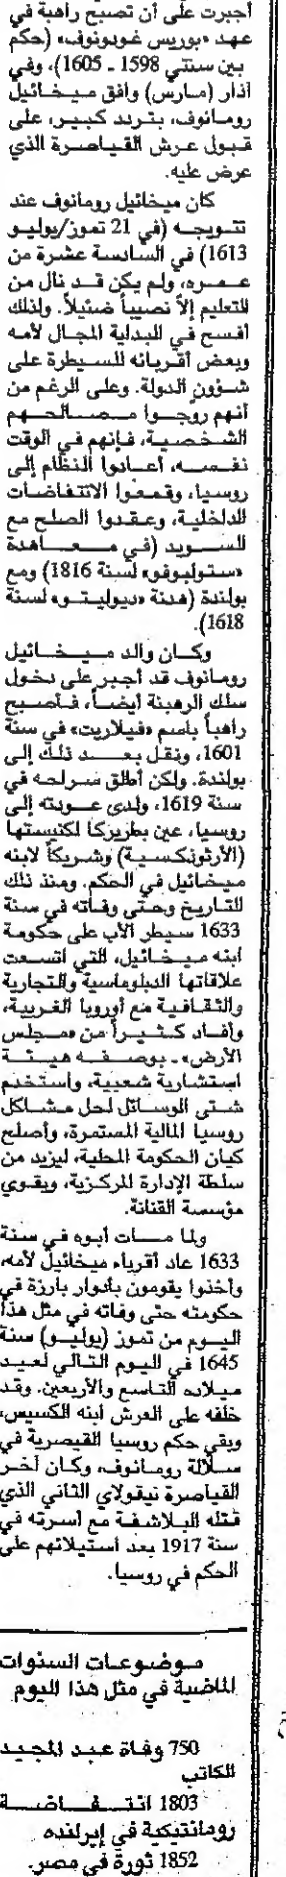 أجبرت على أن تصبح راهبة في
عهد «بوريس غودونوف» (حكم
بين سنتي 1598 ـ 1605)، وفي
آذار (مارس) وافق ميخائيل
رومانوف، بتردد كبير، على
قبول عرش القياصرة الذي
عرض عليه.
كان ميخائيل رومانوف عند
تتويجه (في 21 تموز/يوليو
1613) في السادسة عشرة من
عمره، ولم يكن قد نال من
التعليم إلا نصيباً ضئيلاً. ولذلك
أفسح في البداية المجال لأمه
وبعض أقربائه للسيطرة على
شؤون الدولة. وعلى الرغم من
أنهم روجوا مصالحهم
الشخصية، فإنهم في الوقت
نفسه، أعادوا النظام إلى
روسيا، وقمعوا الانتفاضات
الداخلية، وعقدوا الصلح مع
السويد (في معاهدة
«ستولبوفو» لسنة 1816) ومع
بولندة (هدنة «ديوليتو» لسنة
1618).
وكان والد ميخائيل
رومانوف قد أجبر على دخول
سلك الرهبنة أيضاً، فأصبح
راهباً باسم «فيلاريت» في سنة
1601، ونقل بعد ذلك إلى
بولندة. ولكن أطلق سراحه في
سنة 1619، ولدى عودته إلى
روسيا، عين بطريركا لكنيستها
(الأرثوذكسية) وشريكاً لابنه
ميخائيل في الحكم. ومنذ ذلك
التاريخ وحتى وفاته في سنة
1633 سيطر الأب على حكومة
ابنه ميخائيل، التي اتسعت
علاقاتها الدبلوماسية والتجارية
والثقافية مع أوروبا الغربية،
وأفاد كثيراً من «مجلس
الأرض» ـ بوصفه هيئة
استشارية شعبية، واستخدم
شتى الوسائل لحل مشاكل
روسيا المالية المستمرة، وأصلح
كيان الحكومة المحلية، ليزيد من
سلطة الإدارة المركزية، ويقوي
مؤسسة القنانة.
ولما مات أبوه في سنة
1633 عاد أقرباء ميخائيل لأمه،
وأخذوا يقومون بأدوار بارزة في
حكومته حتى وفاته في مثل هذا
اليوم من تموز (يوليو) سنة
1645 في اليوم التالي لعيد
ميلاده التاسع والأربعين. وقد
خلفه على العرش ابنه الكسيس،
وبقي حكم روسيا القيصرية في
سلالة رومانوف، وكان آخر
القياصرة نيقولاي الثاني الذي
قتله البلاشفة مع أسرته في
سنة 1917 بعد استيلائهم على
الحكم في روسيا.
موضوعات السنوات
الماضية في مثل هذا اليوم
750 وفاة عبد المجيد
الكاتب
1803 انتفاضة
رومانتيكية في إيرلنده
1852 ثورة في مصر.